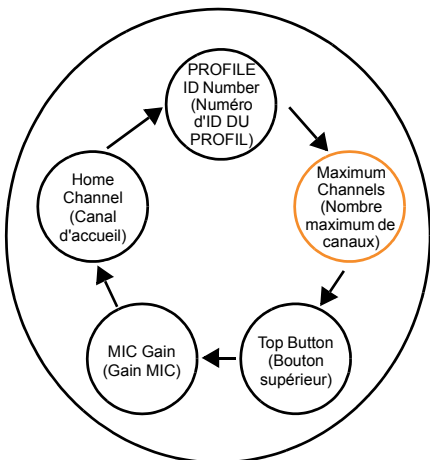 PROFILE
ID Number
(Numéro
d'ID DU
PROFIL)
Maximum
Channels
(Nombre
maximum de
canaux)
Top Button
(Bouton
supérieur)
MIC Gain
(Gain MIC)
Home
Channel
(Canal
d'accueil)